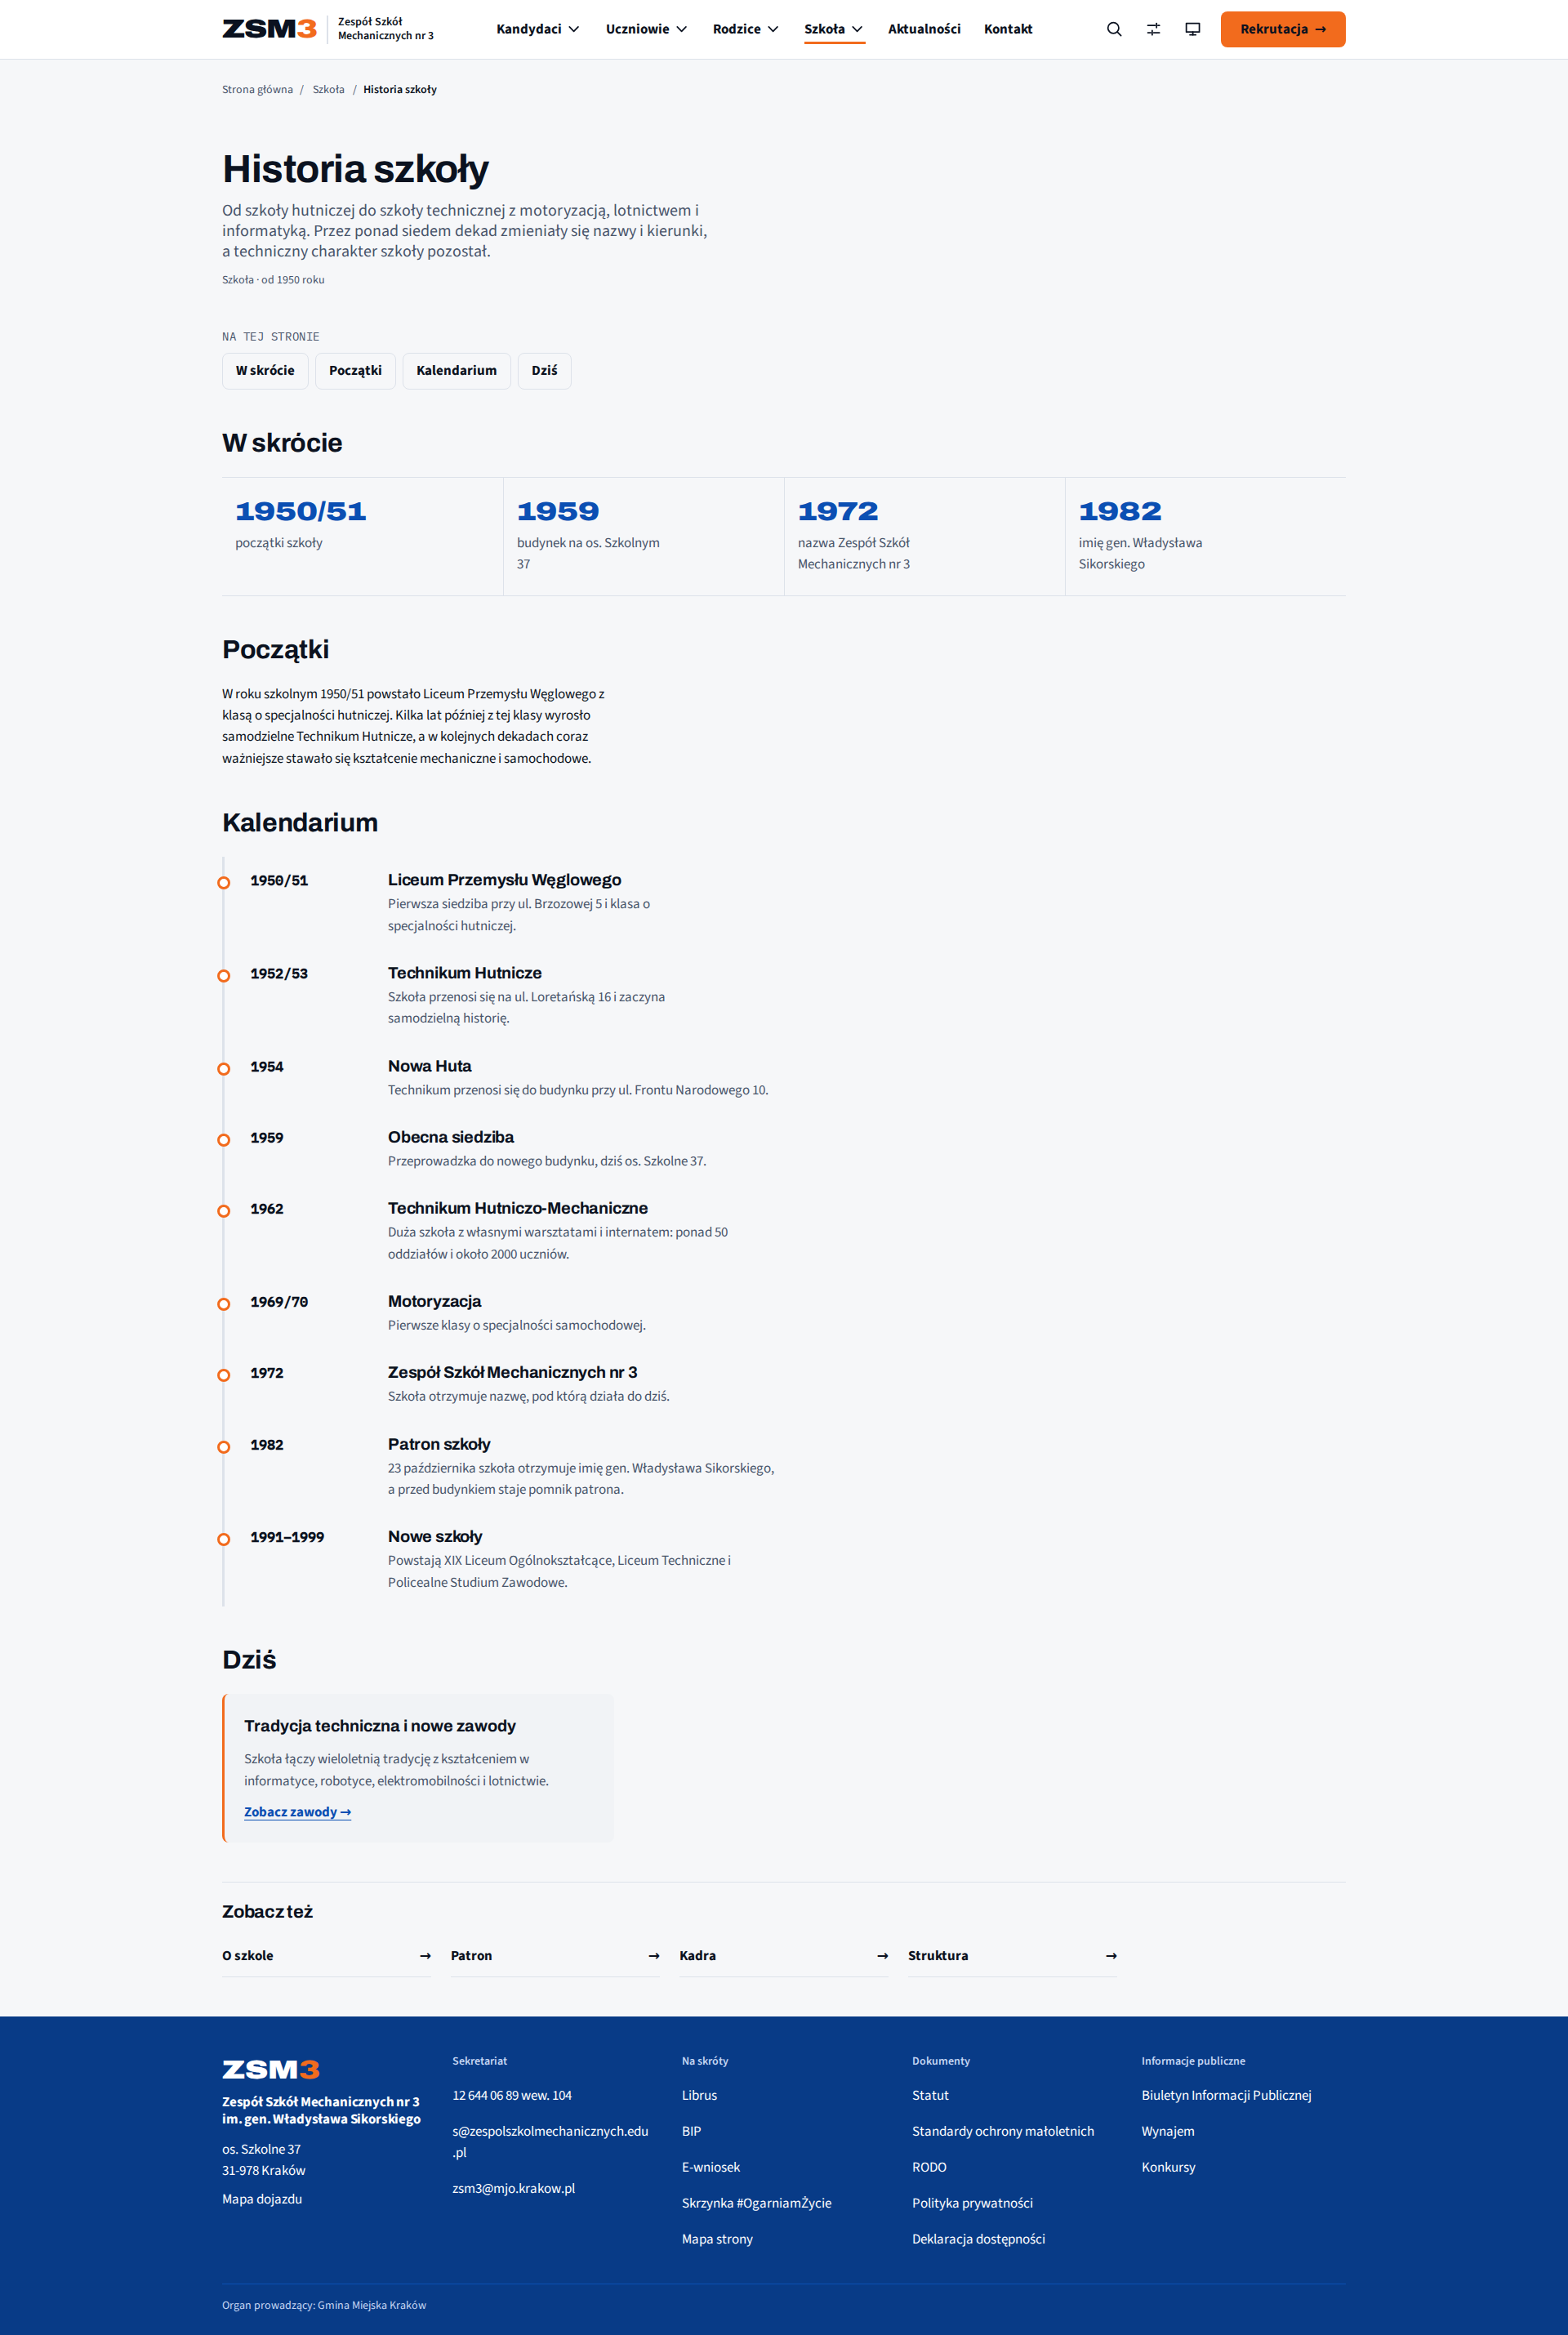 ZSM3
Zespół Szkół
Mechanicznych nr 3
Kandydaci
Uczniowie
Rodzice
Szkoła
Aktualności
Kontakt
Rekrutacja →
Strona główna / Szkoła / Historia szkoły
Historia szkoły
Od szkoły hutniczej do szkoły technicznej z motoryzacją, lotnictwem i
informatyką. Przez ponad siedem dekad zmieniały się nazwy i kierunki,
a techniczny charakter szkoły pozostał.
Szkoła · od 1950 roku
NA TEJ STRONIE
W skrócie
Początki
Kalendarium
Dziś
W skrócie
1950/51
początki szkoły
1959
budynek na os. Szkolnym
37
1972
nazwa Zespół Szkół
Mechanicznych nr 3
1982
imię gen. Władysława
Sikorskiego
Początki
W roku szkolnym 1950/51 powstało Liceum Przemysłu Węglowego z
klasą o specjalności hutniczej. Kilka lat później z tej klasy wyrosło
samodzielne Technikum Hutnicze, a w kolejnych dekadach coraz
ważniejsze stawało się kształcenie mechaniczne i samochodowe.
Kalendarium
1950/51
Liceum Przemysłu Węglowego
Pierwsza siedziba przy ul. Brzozowej 5 i klasa o
specjalności hutniczej.
1952/53
Technikum Hutnicze
Szkoła przenosi się na ul. Loretańską 16 i zaczyna
samodzielną historię.
1954
Nowa Huta
Technikum przenosi się do budynku przy ul. Frontu Narodowego 10.
1959
Obecna siedziba
Przeprowadzka do nowego budynku, dziś os. Szkolne 37.
1962
Technikum Hutniczo-Mechaniczne
Duża szkoła z własnymi warsztatami i internatem: ponad 50
oddziałów i około 2000 uczniów.
1969/70
Motoryzacja
Pierwsze klasy o specjalności samochodowej.
1972
Zespół Szkół Mechanicznych nr 3
Szkoła otrzymuje nazwę, pod którą działa do dziś.
1982
Patron szkoły
23 października szkoła otrzymuje imię gen. Władysława Sikorskiego,
a przed budynkiem staje pomnik patrona.
1991–1999
Nowe szkoły
Powstają XIX Liceum Ogólnokształcące, Liceum Techniczne i
Policealne Studium Zawodowe.
Dziś
Tradycja techniczna i nowe zawody
Szkoła łączy wieloletnią tradycję z kształceniem w
informatyce, robotyce, elektromobilności i lotnictwie.
Zobacz zawody →
Zobacz też
O szkole →
Patron →
Kadra →
Struktura →
ZSM3
Zespół Szkół Mechanicznych nr 3
im. gen. Władysława Sikorskiego
os. Szkolne 37
31-978 Kraków
Mapa dojazdu
Sekretariat
12 644 06 89 wew. 104
s@zespolszkolmechanicznych.edu
.pl
zsm3@mjo.krakow.pl
Na skróty
Librus
BIP
E-wniosek
Skrzynka #OgarniamŻycie
Mapa strony
Dokumenty
Statut
Standardy ochrony małoletnich
RODO
Polityka prywatności
Deklaracja dostępności
Informacje publiczne
Biuletyn Informacji Publicznej
Wynajem
Konkursy
Organ prowadzący: Gmina Miejska Kraków